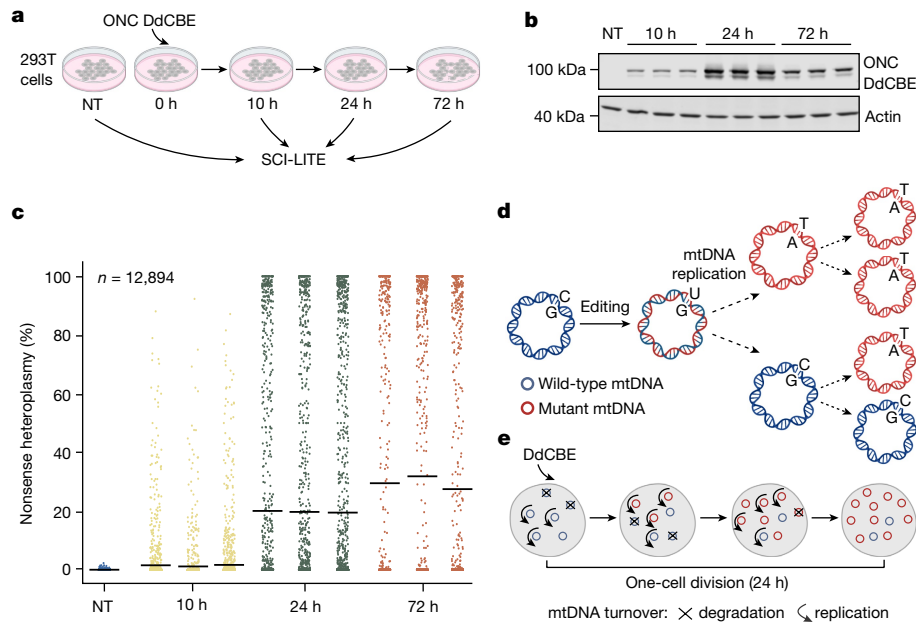 a
ONC DdCBE
293T
cells
NT
0 h
10 h
24 h
72 h
SCI-LITE
b
NT
10 h
24 h
72 h
100 kDa
ONC
DdCBE
40 kDa
Actin
c
Nonsense heteroplasmy (%)
n = 12,894
100
80
60
40
20
0
NT
10 h
24 h
72 h
d
C
G
Editing
U
G
mtDNA
replication
T
A
C
G
T
A
T
A
T
A
C
G
Wild-type mtDNA
Mutant mtDNA
e
DdCBE
One-cell division (24 h)
mtDNA turnover: degradation replication